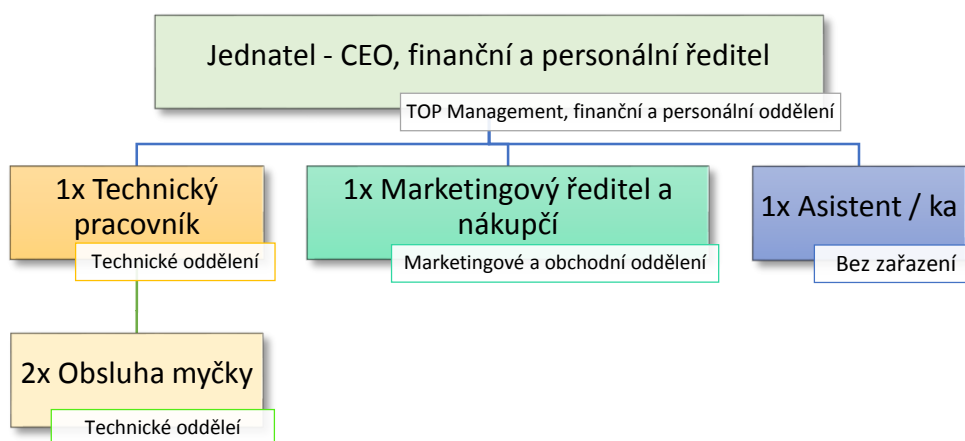 Jednatel - CEO, finanční a personální ředitel
TOP Management, finanční a personální oddělení
1x Technický
pracovník
Technické oddělení
1x Marketingový ředitel a
nákupčí
Marketingové a obchodní oddělení
1x Asistent / ka
Bez zařazení
2x Obsluha myčky
Technické odděleí